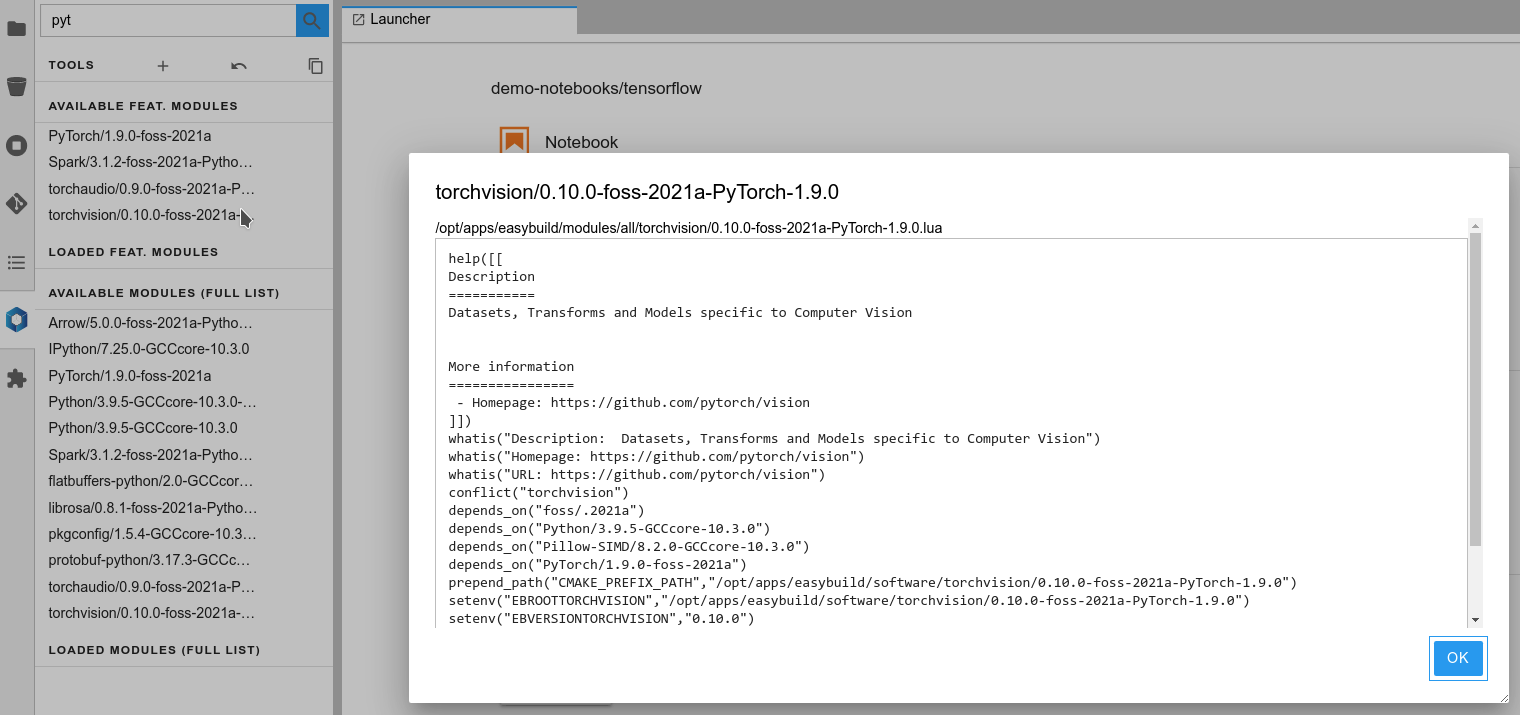 pyt
TOOLS
AVAILABLE FEAT. MODULES
PyTorch/1.9.0-foss-2021a
Spark/3.1.2-foss-2021a-Pytho…
torchaudio/0.9.0-foss-2021a-P…
torchvision/0.10.0-foss-2021a-…
LOADED FEAT. MODULES
AVAILABLE MODULES (FULL LIST)
Arrow/5.0.0-foss-2021a-Pytho…
IPython/7.25.0-GCCcore-10.3.0
PyTorch/1.9.0-foss-2021a
Python/3.9.5-GCCcore-10.3.0-…
Python/3.9.5-GCCcore-10.3.0
Spark/3.1.2-foss-2021a-Pytho…
flatbuffers-python/2.0-GCCcor…
librosa/0.8.1-foss-2021a-Pytho…
pkgconfig/1.5.4-GCCcore-10.3…
protobuf-python/3.17.3-GCCc…
torchaudio/0.9.0-foss-2021a-P…
torchvision/0.10.0-foss-2021a-…
LOADED MODULES (FULL LIST)
Launcher
demo-notebooks/tensorflow
Notebook
torchvision/0.10.0-foss-2021a-PyTorch-1.9.0
/opt/apps/easybuild/modules/all/torchvision/0.10.0-foss-2021a-PyTorch-1.9.0.lua
help([[
Description
===========
Datasets, Transforms and Models specific to Computer Vision
More information
================
- Homepage: https://github.com/pytorch/vision
]])
whatis("Description:  Datasets, Transforms and Models specific to Computer Vision")
whatis("Homepage: https://github.com/pytorch/vision")
whatis("URL: https://github.com/pytorch/vision")
conflict("torchvision")
depends_on("foss/.2021a")
depends_on("Python/3.9.5-GCCcore-10.3.0")
depends_on("Pillow-SIMD/8.2.0-GCCcore-10.3.0")
depends_on("PyTorch/1.9.0-foss-2021a")
prepend_path("CMAKE_PREFIX_PATH","/opt/apps/easybuild/software/torchvision/0.10.0-foss-2021a-PyTorch-1.9.0")
setenv("EBROOTTORCHVISION","/opt/apps/easybuild/software/torchvision/0.10.0-foss-2021a-PyTorch-1.9.0")
setenv("EBVERSIONTORCHVISION","0.10.0")
OK